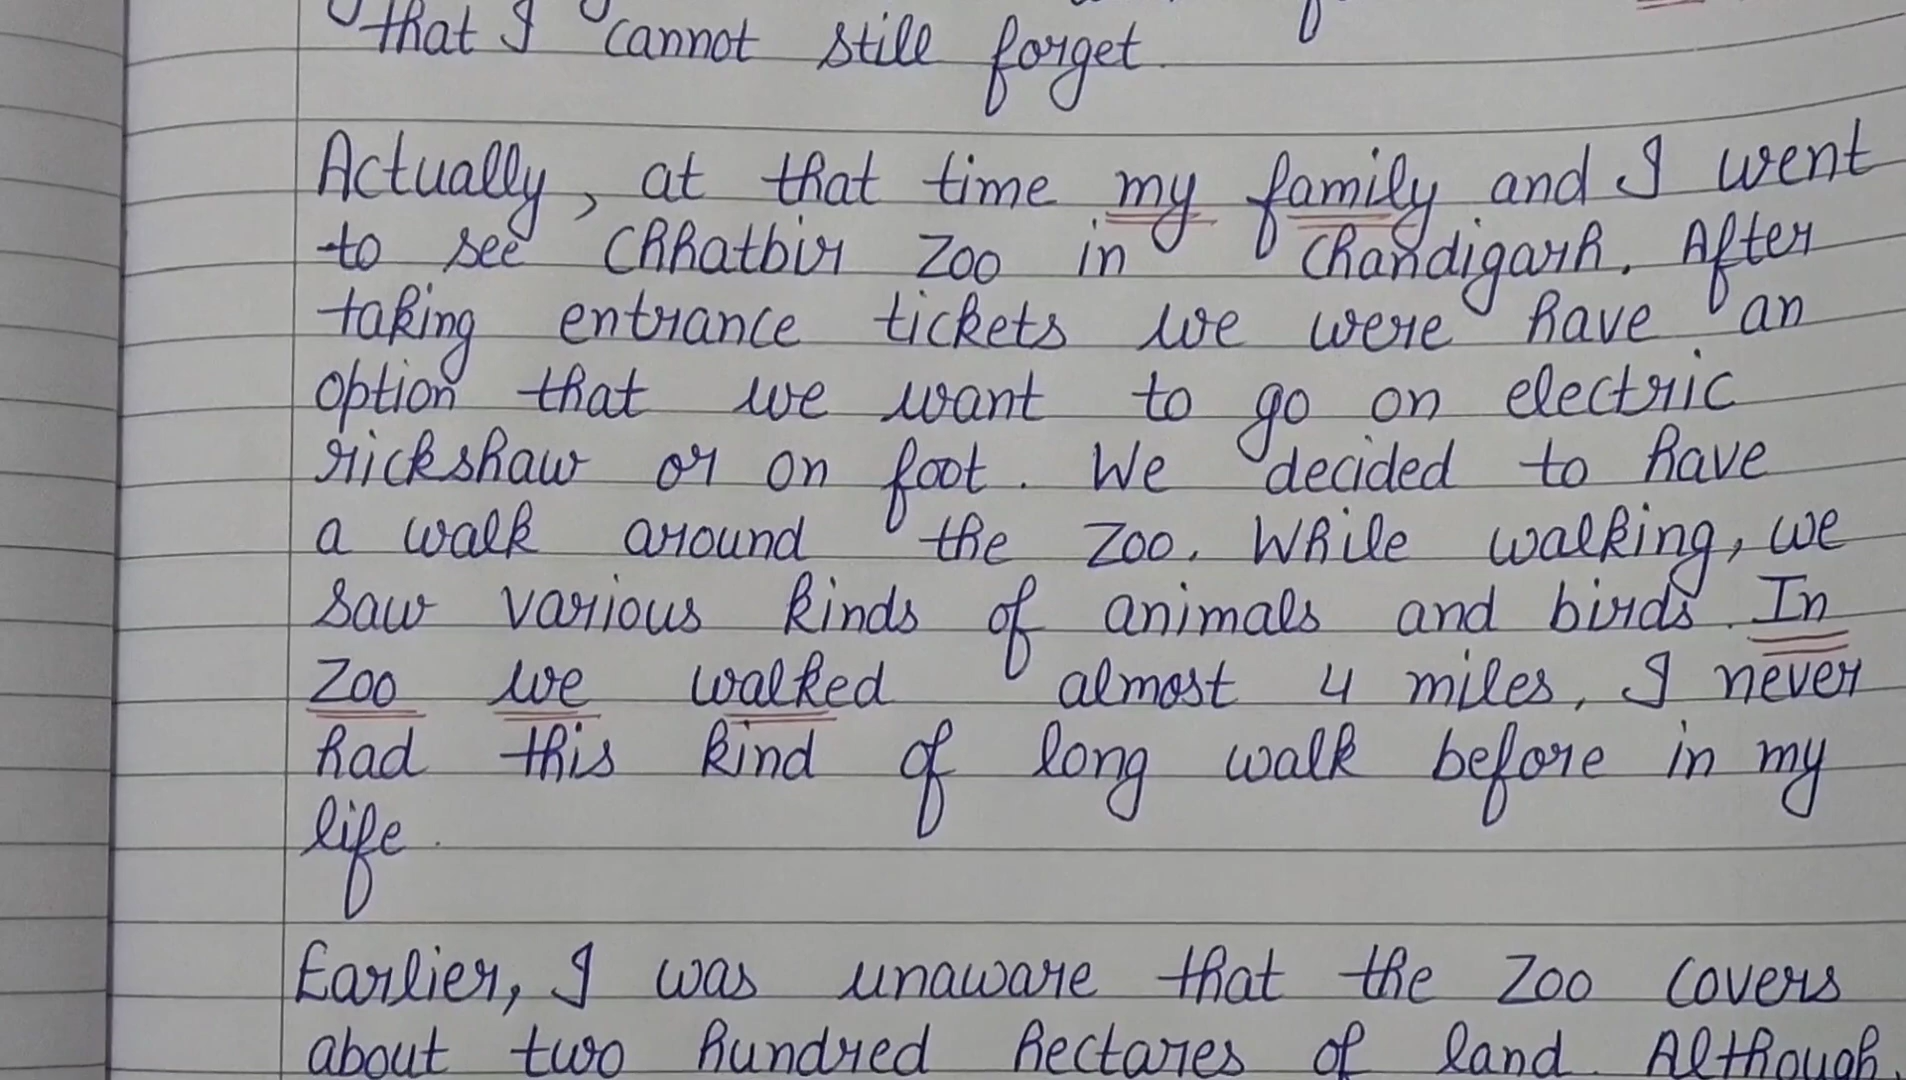 that I cannot still forget.
Actually, at that time my family and I went
to see Chhatbir Zoo in Chandigarh. After
taking entrance tickets we were have an
option that we want to go on electric
rickshaw or on foot. We decided to have
a walk around the zoo. While walking, we
saw various kinds of animals and birds. In
Zoo we walked almost 4 miles, I never
had this kind of long walk before in my
life.
Earlier, I was unaware that the zoo covers
about two hundred hectares of land. Although,